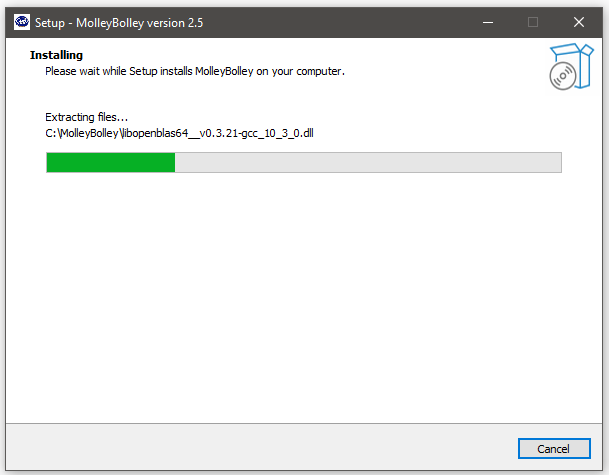 Setup - MolleyBolley version 2.5
Installing
Please wait while Setup installs MolleyBolley on your computer.
Extracting files...
C:\MolleyBolley\libopenblas64__v0.3.21-gcc_10_3_0.dll
Cancel